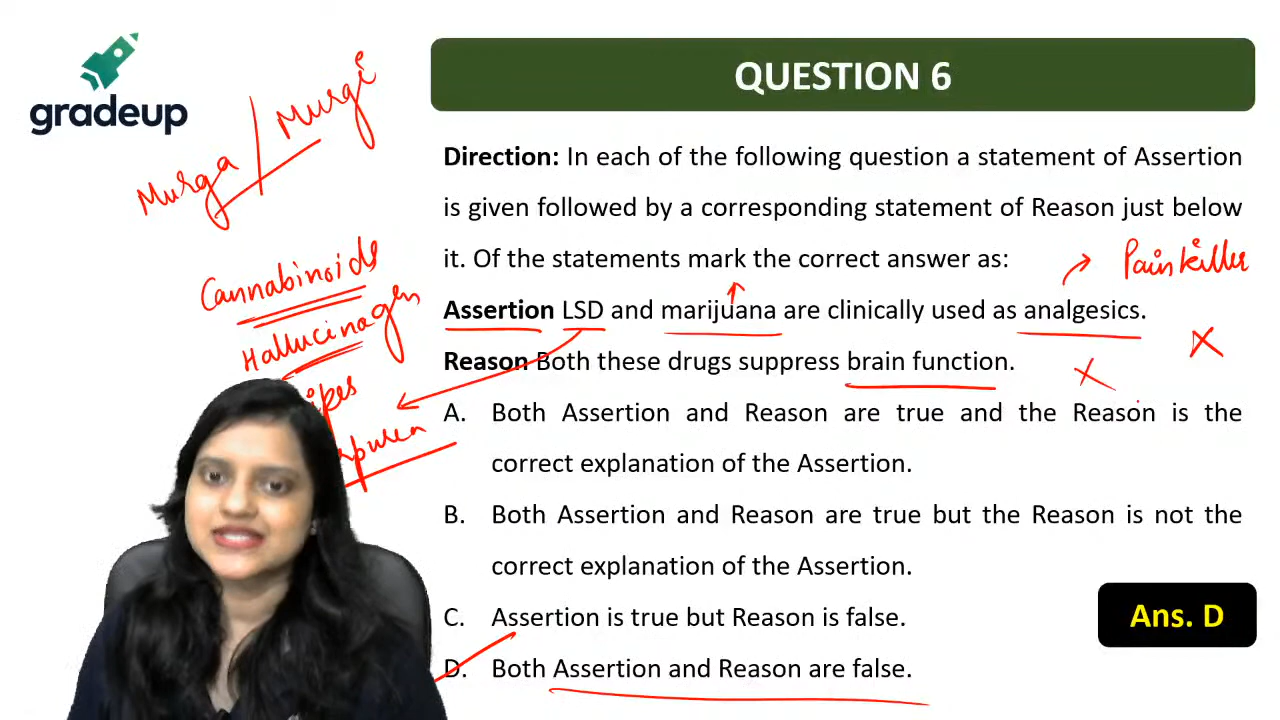 gradeup
Murga / Murgi
Cannabinoids
Hallucinagen
QUESTION 6
Direction: In each of the following question a statement of Assertion
is given followed by a corresponding statement of Reason just below
it. Of the statements mark the correct answer as:
Painkiller
Assertion LSD and marijuana are clinically used as analgesics.
Reason Both these drugs suppress brain function.
A. Both Assertion and Reason are true and the Reason is the
correct explanation of the Assertion.
B. Both Assertion and Reason are true but the Reason is not the
correct explanation of the Assertion.
C. Assertion is true but Reason is false.
D. Both Assertion and Reason are false.
Ans. D